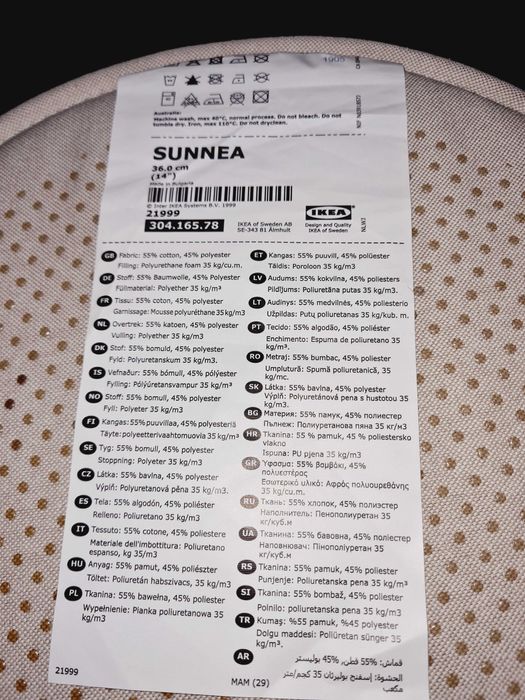 1905
Australia:
Machine wash, max 40°C, normal process. Do not bleach. Do not
tumble dry. Iron, max 110°C. Do not dryclean.
SUNNEA
36.0 cm
(14")
Made in Bulgaria
© Inter IKEA Systems B.V. 1999
21999
304.165.78
IKEA of Sweden AB
SE-343 81 Älmhult
IKEA
Design and Quality
IKEA of Sweden
GB Fabric: 55% cotton, 45% polyester
Filling: Polyurethane foam 35 kg/cu.m.
DE Stoff: 55% Baumwolle, 45% Polyester
Füllmaterial: Polyether 35 kg/m³
FR Tissu: 55% coton, 45% polyester
Garnissage: Mousse polyuréthane 35 kg/m3
NL Overtrek: 55% katoen, 45% polyester
Vulling: Polyether 35 kg/m3
DK Stof: 55% bomuld, 45% polyester
Fyld: Polyuretanskum 35 kg/m3.
IS Vefnaður: 55% bómull, 45% pólýester
Fylling: Pólýúretansvampur 35 kg/m³
NO Stoff: 55% bomull, 45% polyester
Fyll: Polyeter 35 kg/m3
FI Kangas: 55% puuvillaa, 45% polyesteriä
Täyte: polyeetterivaahtomuovia 35 kg/m³
SE Tyg: 55% bomull, 45% polyester
Stoppning: Polyeter 35 kg/m3
CZ Látka: 55% bavlna, 45% polyester
Výplň: Polyuretanová pěna 35 kg/m3.
ES Tela: 55% algodón, 45% poliéster
Relleno: Poliuretano 35 kg/m3
IT Tessuto: 55% cotone, 45% poliestere
Materiale dell'imbottitura: Poliuretano
espanso, kg 35/m3
HU Anyag: 55% pamut, 45% poliészter
Töltet: Poliuretán habszivacs, 35 kg/m3
PL Tkanina: 55% bawełna, 45% poliester
Wypełnienie: Pianka poliuretanowa 35
kg/m3
ET Kangas: 55% puuvill, 45% polüester
Täidis: Poroloon 35 kg/m3
LV Audums: 55% kokvilna, 45% poliesters
Pildījums: Poliuretāna putas 35 kg/m3.
LT Audinys: 55% medvilnės, 45% poliesterio
Užpildas: Putų poliuretanas 35 kg/kub. m.
PT Tecido: 55% algodão, 45% poliéster
Enchimento: Espuma de poliuretano 35
kg/m³.
RO Metraj: 55% bumbac, 45% poliester
Umplutură: Spumă poliuretanică, 35
kg/mc.
SK Látka: 55% bavlna, 45% polyester
Výplň: Polyuretánová pena s hustotou 35
kg/m3.
BG Материя: 55% памук, 45% полиестер
Пълнеж: Полиуретанова пяна 35 кг/м3
HR Tkanina: 55 % pamuk, 45 % poliestersko
vlakno
Ispuna: PU pjena 35 kg/m3
GR Ύφασμα: 55% βαμβάκι, 45%
πολυεστέρας
Εσωτερικό υλικό: Αφρός πολυουρεθάνης
35 kg/cu.m.
RU Ткань: 55% хлопок, 45% полиэстер
Наполнитель: Пенополиуретан 35
кг/куб.м
UA Тканина: 55% бавовна, 45% поліестер
Наповнювач: Пінополіуретан 35
кг/куб.м
RS Tkanina: 55% pamuk, 45% poliester
Punjenje: Poliuretanska pena 35 kg/m3
SI Tkanina: 55% bombaž, 45% poliester
Polnilo: poliuretanska pena 35 kg/m3
TR Kumaş: %55 pamuk, %45 polyester
Dolgu maddesi: Poliüretan sünger 35
kg/m³.
AR قماش: 55% قطن، 45% بوليستر
الحشوة: إسفنج بوليرثان 35 كجم/متر
مكعب
21999
MAM (29)